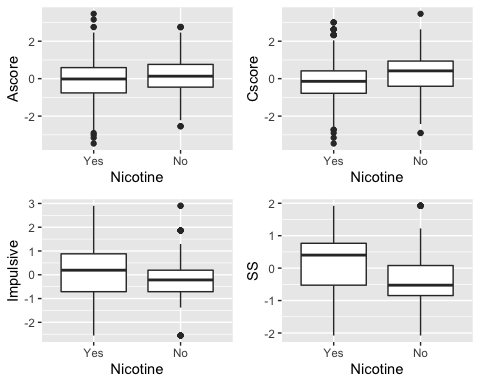 Ascore
2
0
-2
Yes No
Nicotine
Cscore
2
0
-2
Yes No
Nicotine
Impulsive
3
2
1
0
-1
-2
Yes No
Nicotine
SS
2
1
0
-1
-2
Yes No
Nicotine